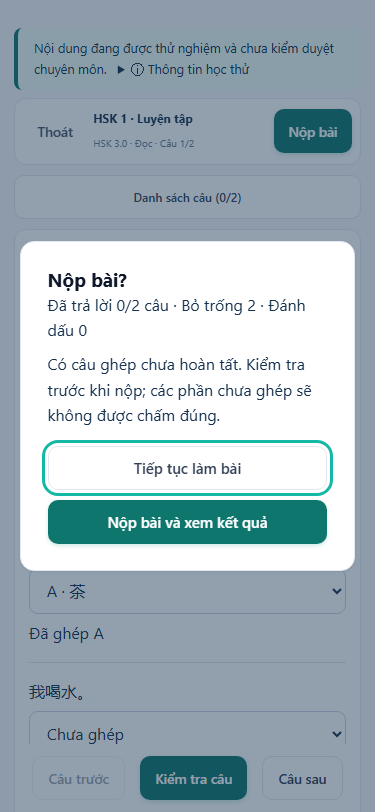 Nội dung đang được thử nghiệm và chưa kiểm duyệt
chuyên môn. ▶ ⓘ Thông tin học thử
Thoát
HSK 1 · Luyện tập
HSK 3.0 · Đọc · Câu 1/2
Nộp bài
Danh sách câu (0/2)
Nộp bài?
Đã trả lời 0/2 câu · Bỏ trống 2 · Đánh
dấu 0
Có câu ghép chưa hoàn tất. Kiểm tra
trước khi nộp; các phần chưa ghép sẽ
không được chấm đúng.
Tiếp tục làm bài
Nộp bài và xem kết quả
A · 茶
Đã ghép A
我喝水。
Chưa ghép
Câu trước
Kiểm tra câu
Câu sau